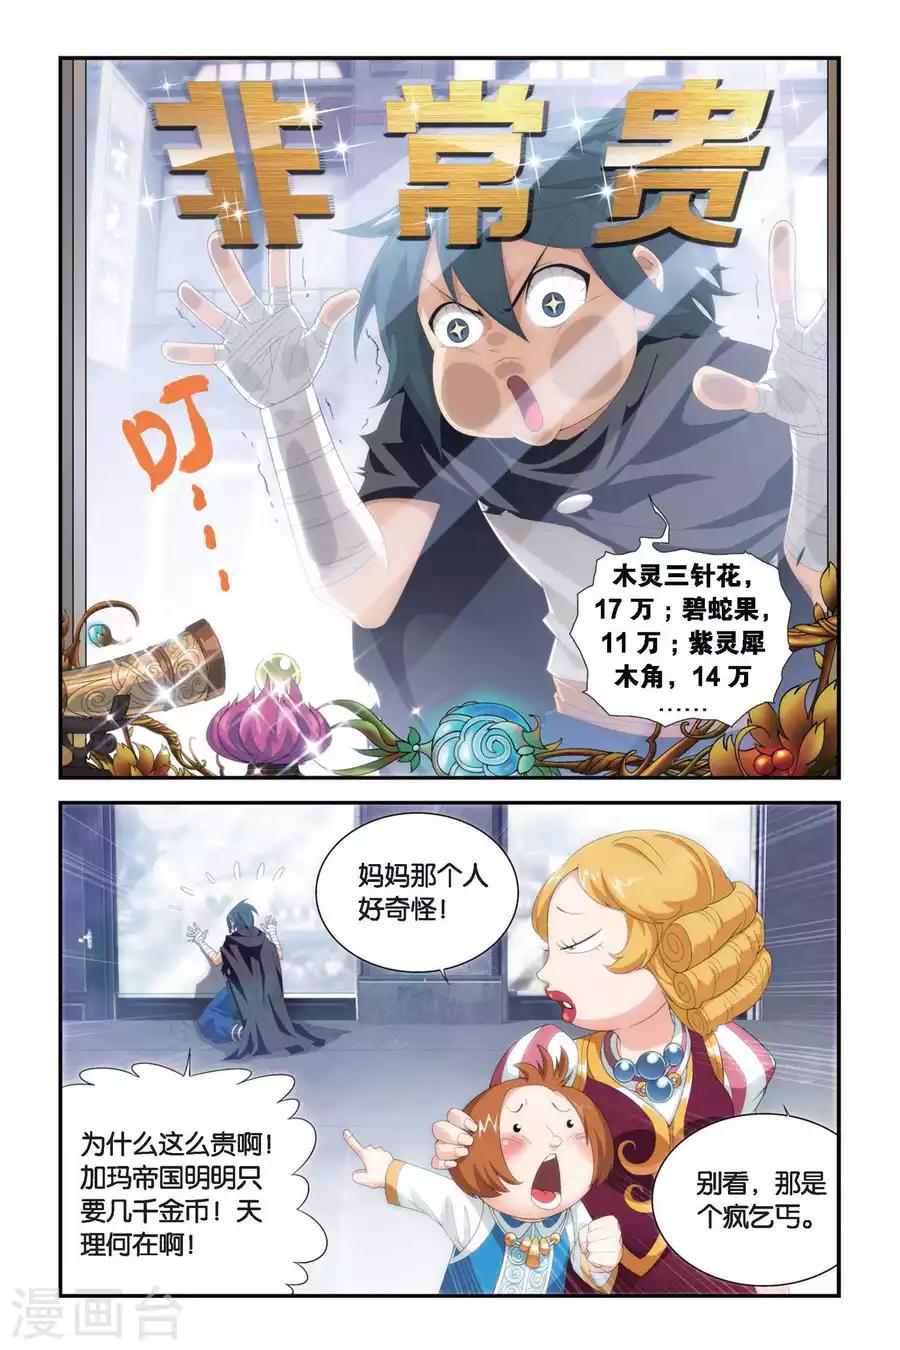 非常贵
叮
木灵三针花，
17万；碧蛇果，
11万；紫灵犀
木角，14万
……
妈妈那个人
好奇怪！
为什么这么贵啊！
加玛帝国明明只
要几千金币！天
理何在啊！
别看，那是
个疯乞丐。
漫画台